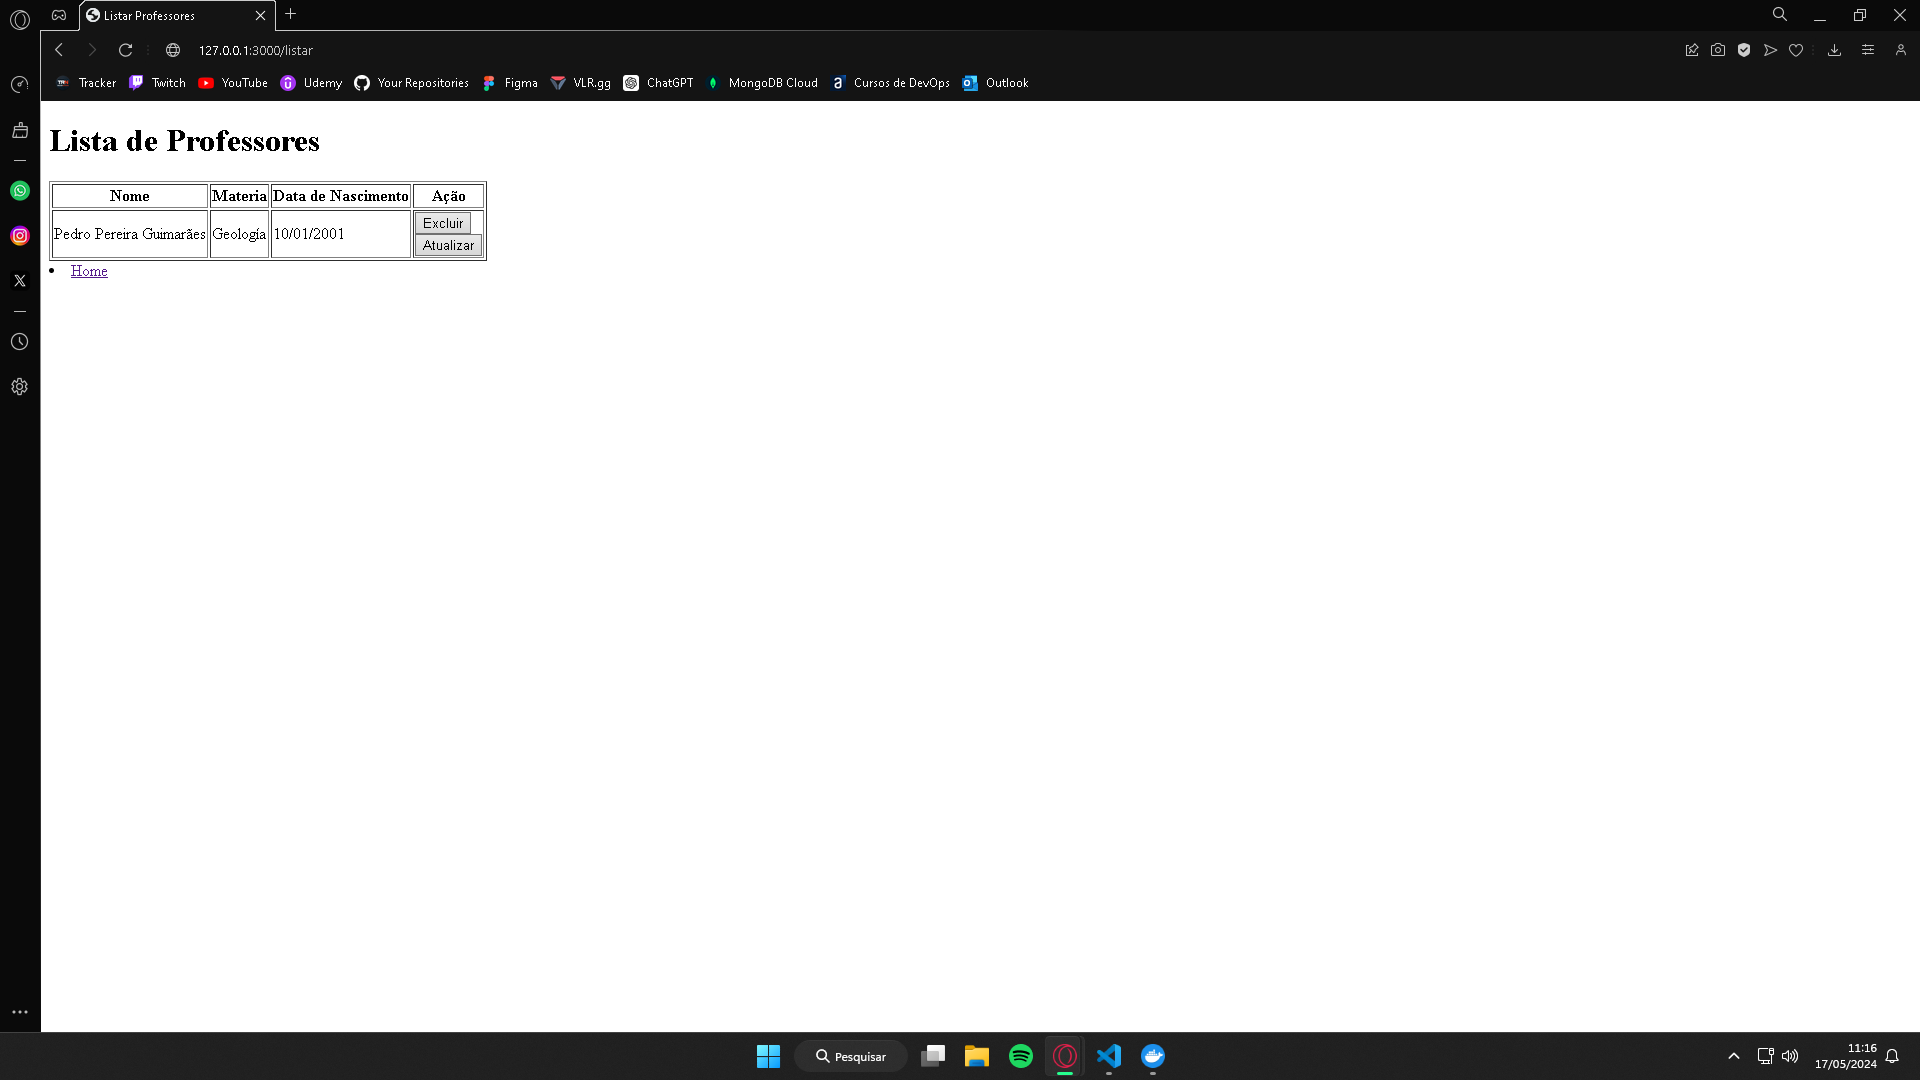 Listar Professores
127.0.0.1:3000/listar
Tracker Twitch YouTube Udemy Your Repositories Figma VLR.gg ChatGPT MongoDB Cloud Cursos de DevOps Outlook
Lista de Professores
Nome Materia Data de Nascimento Ação
Pedro Pereira Guimarães Geologia 10/01/2001 Excluir
Atualizar
Home
Pesquisar
11:16
17/05/2024